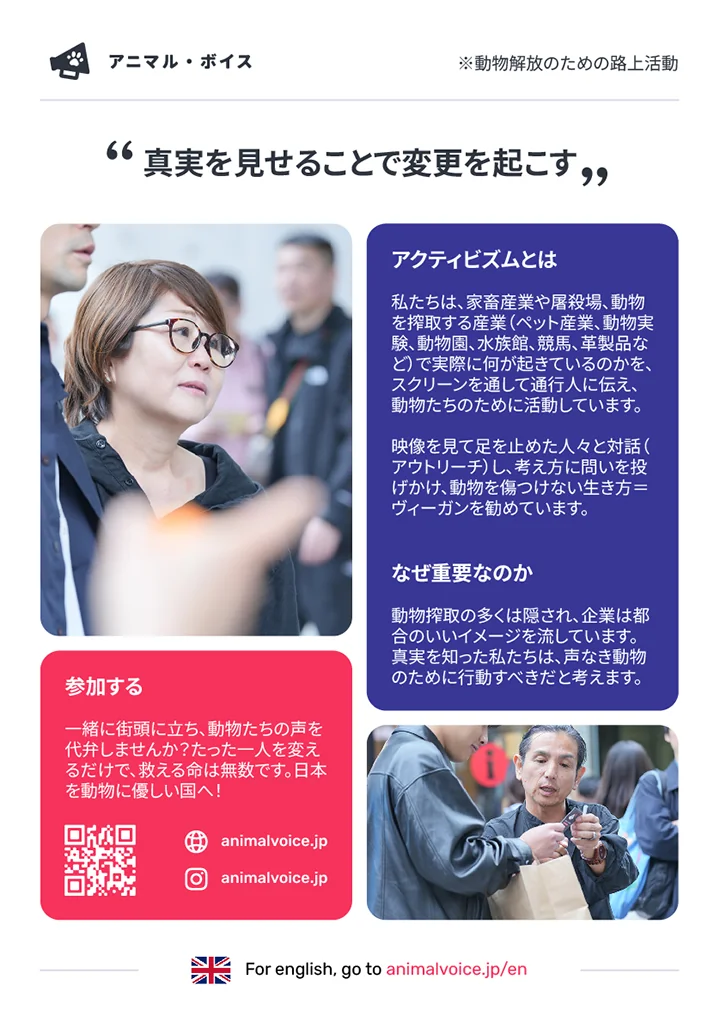 アニマル・ボイス
※動物解放のための路上活動
“真実を見せることで変更を起こす„
アクティビズムとは
私たちは、家畜産業や屠殺場、動物
を搾取する産業（ペット産業、動物実
験、動物園、水族館、競馬、革製品な
ど）で実際に何が起きているのかを、
スクリーンを通して通行人に伝え、
動物たちのために活動しています。
映像を見て足を止めた人々と対話（
アウトリーチ）し、考え方に問いを投
げかけ、動物を傷つけない生き方＝
ヴィーガンを勧めています。
なぜ重要なのか
動物搾取の多くは隠され、企業は都
合のいいイメージを流しています。
真実を知った私たちは、声なき動物
のために行動すべきだと考えます。
参加する
一緒に街頭に立ち、動物たちの声を
代弁しませんか？たった一人を変え
るだけで、救える命は無数です。日本
を動物に優しい国へ！
animalvoice.jp
animalvoice.jp
i
For english, go to animalvoice.jp/en